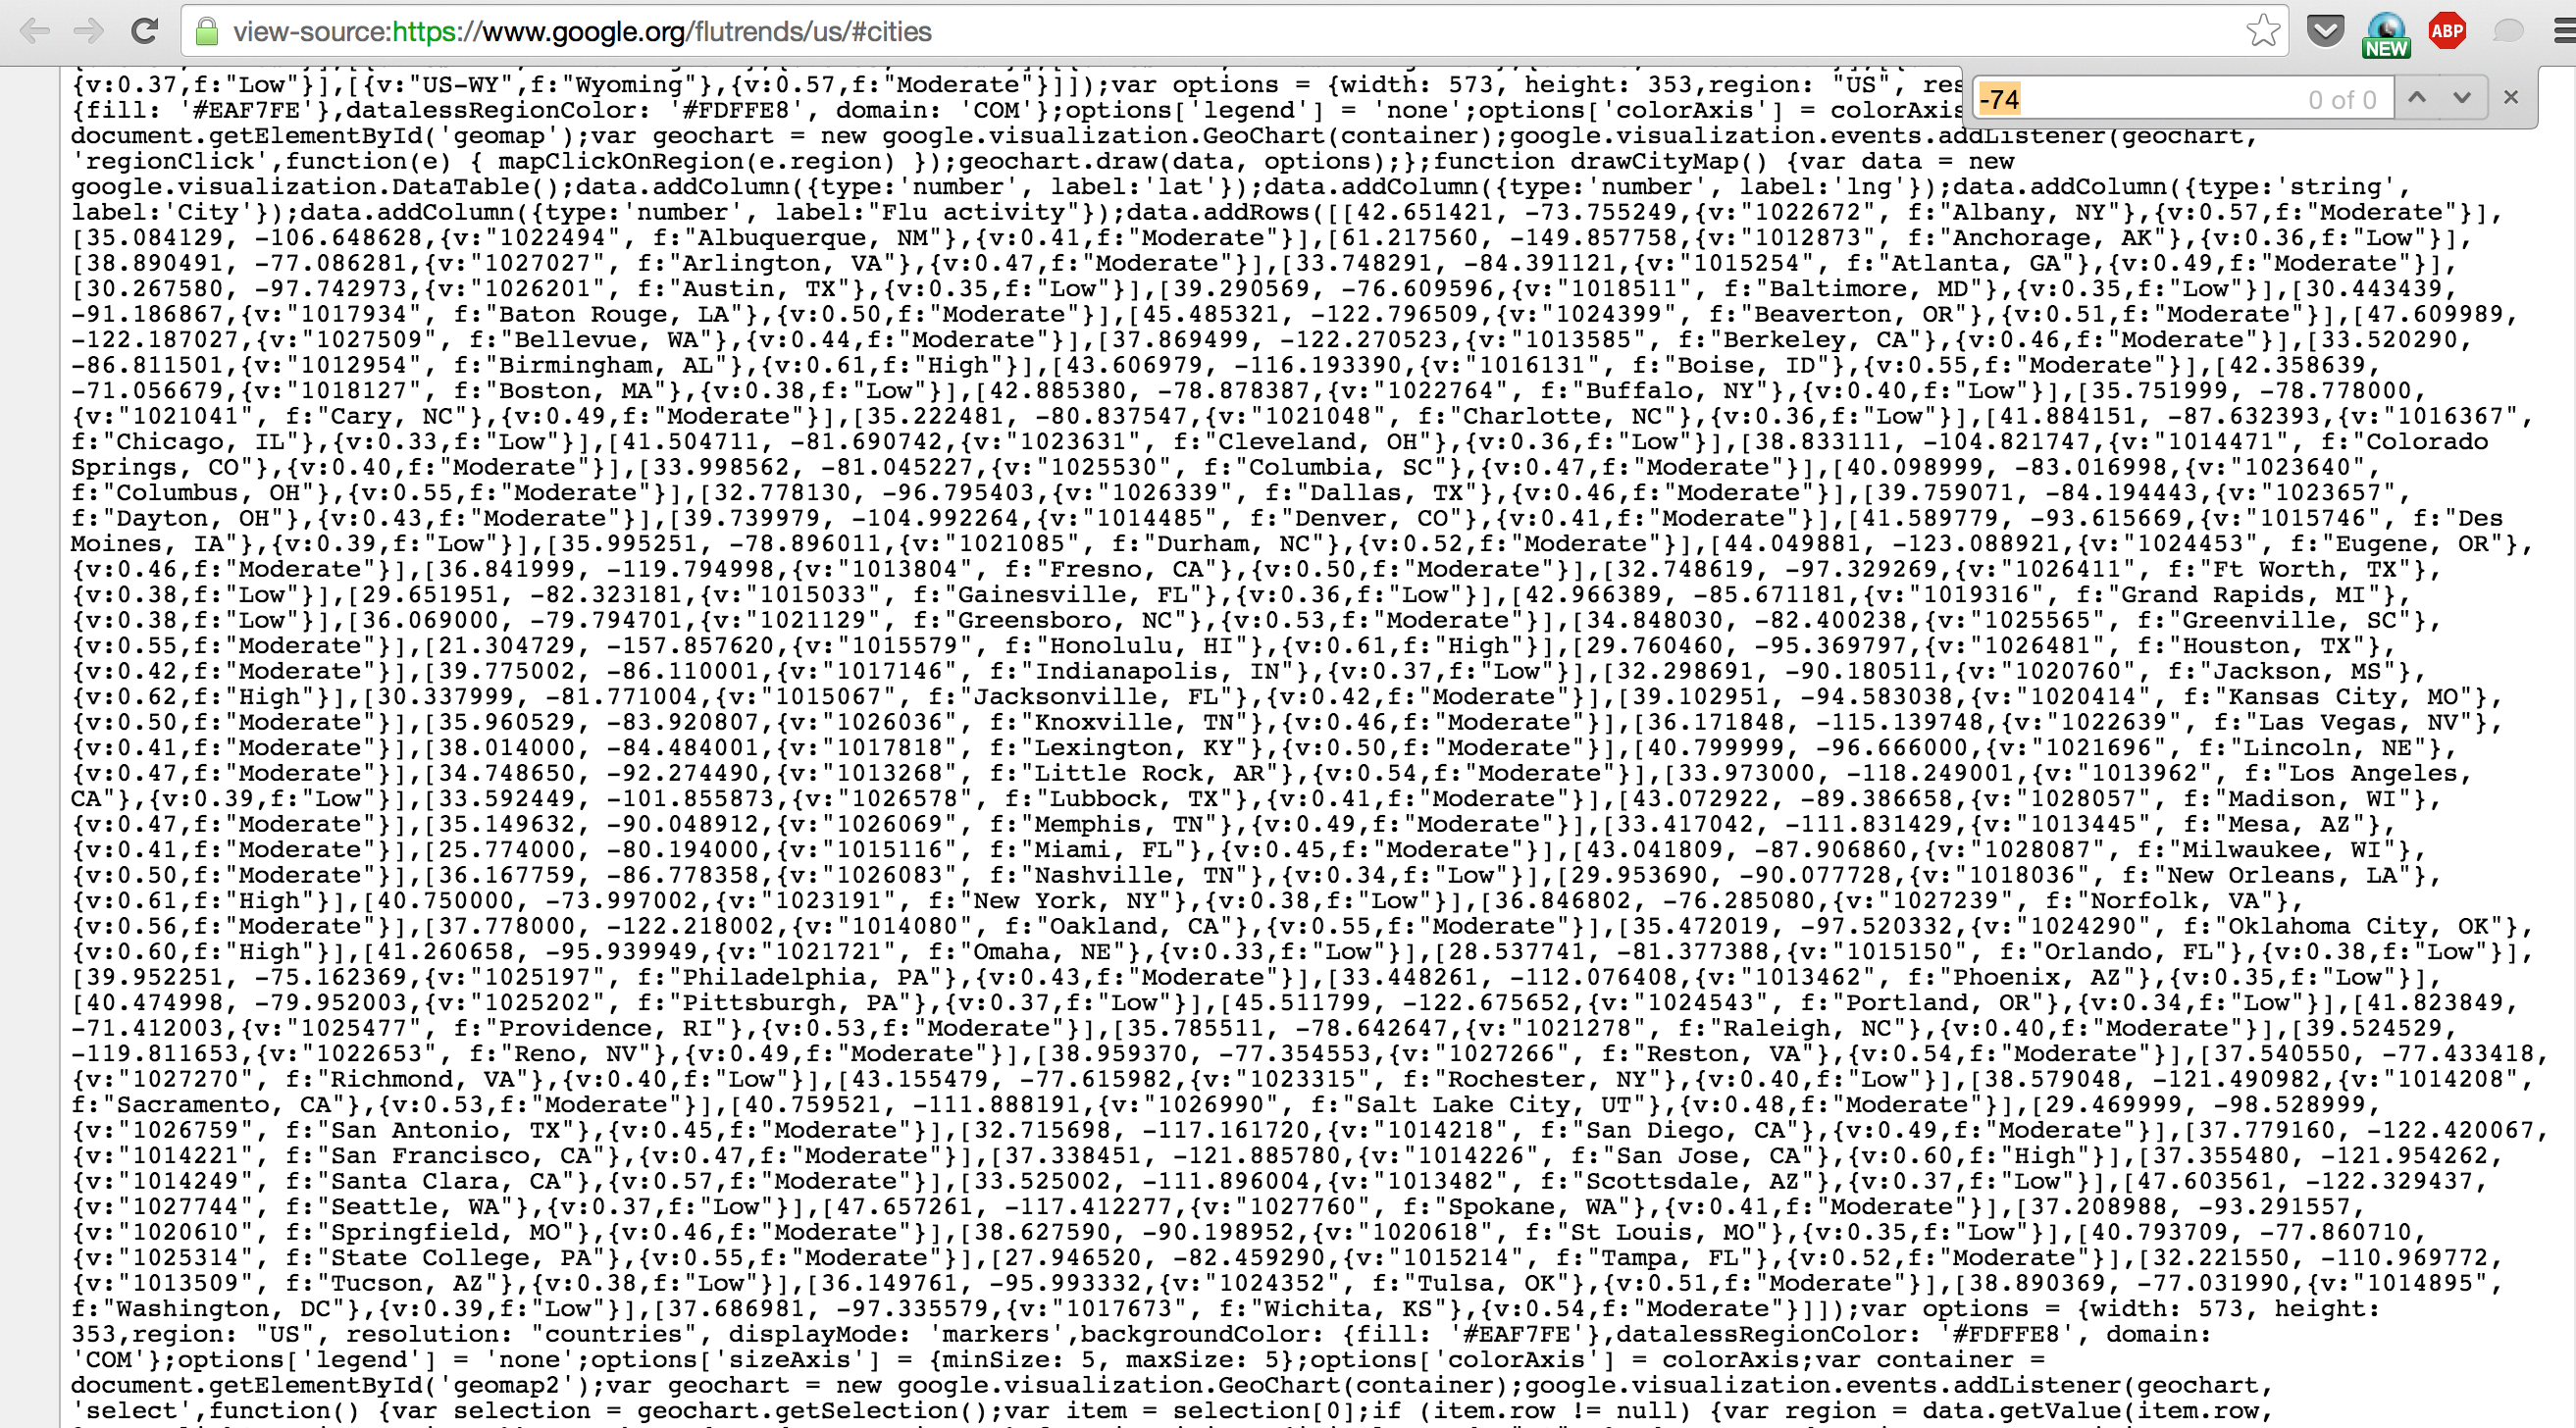 view-source:https://www.google.org/flutrends/us/#cities
NEW
ABP
-74
0 of 0
{v:0.37,f:"Low"}],[{v:"US-WY",f:"Wyoming"},{v:0.57,f:"Moderate"}]]);var options = {width: 573, height: 353,region: "US", res
{fill: '#EAF7FE'},datalessRegionColor: '#FDFFE8', domain: 'COM'};options['legend'] = 'none';options['colorAxis'] = colorAxis
document.getElementById('geomap');var geochart = new google.visualization.GeoChart(container);google.visualization.events.addListener(geochart,
'regionClick',function(e) { mapClickOnRegion(e.region) });geochart.draw(data, options);};function drawCityMap() {var data = new
google.visualization.DataTable();data.addColumn({type:'number', label:'lat'});data.addColumn({type:'number', label:'lng'});data.addColumn({type:'string',
label:'City'});data.addColumn({type:'number', label:"Flu activity"});data.addRows([[42.651421, -73.755249,{v:"1022672", f:"Albany, NY"},{v:0.57,f:"Moderate"}],
[35.084129, -106.648628,{v:"1022494", f:"Albuquerque, NM"},{v:0.41,f:"Moderate"}],[61.217560, -149.857758,{v:"1012873", f:"Anchorage, AK"},{v:0.36,f:"Low"}],
[38.890491, -77.086281,{v:"1027027", f:"Arlington, VA"},{v:0.47,f:"Moderate"}],[33.748291, -84.391121,{v:"1015254", f:"Atlanta, GA"},{v:0.49,f:"Moderate"}],
[30.267580, -97.742973,{v:"1026201", f:"Austin, TX"},{v:0.35,f:"Low"}],[39.290569, -76.609596,{v:"1018511", f:"Baltimore, MD"},{v:0.35,f:"Low"}],[30.443439,
-91.186867,{v:"1017934", f:"Baton Rouge, LA"},{v:0.50,f:"Moderate"}],[45.485321, -122.796509,{v:"1024399", f:"Beaverton, OR"},{v:0.51,f:"Moderate"}],[47.609989,
-122.187027,{v:"1027509", f:"Bellevue, WA"},{v:0.44,f:"Moderate"}],[37.869499, -122.270523,{v:"1013585", f:"Berkeley, CA"},{v:0.46,f:"Moderate"}],[33.520290,
-86.811501,{v:"1012954", f:"Birmingham, AL"},{v:0.61,f:"High"}],[43.606979, -116.193390,{v:"1016131", f:"Boise, ID"},{v:0.55,f:"Moderate"}],[42.358639,
-71.056679,{v:"1018127", f:"Boston, MA"},{v:0.38,f:"Low"}],[42.885380, -78.878387,{v:"1022764", f:"Buffalo, NY"},{v:0.40,f:"Low"}],[35.751999, -78.778000,
{v:"1021041", f:"Cary, NC"},{v:0.49,f:"Moderate"}],[35.222481, -80.837547,{v:"1021048", f:"Charlotte, NC"},{v:0.36,f:"Low"}],[41.884151, -87.632393,{v:"1016367",
f:"Chicago, IL"},{v:0.33,f:"Low"}],[41.504711, -81.690742,{v:"1023631", f:"Cleveland, OH"},{v:0.36,f:"Low"}],[38.833111, -104.821747,{v:"1014471", f:"Colorado
Springs, CO"},{v:0.40,f:"Moderate"}],[33.998562, -81.045227,{v:"1025530", f:"Columbia, SC"},{v:0.47,f:"Moderate"}],[40.098999, -83.016998,{v:"1023640",
f:"Columbus, OH"},{v:0.55,f:"Moderate"}],[32.778130, -96.795403,{v:"1026339", f:"Dallas, TX"},{v:0.46,f:"Moderate"}],[39.759071, -84.194443,{v:"1023657",
f:"Dayton, OH"},{v:0.43,f:"Moderate"}],[39.739979, -104.992264,{v:"1014485", f:"Denver, CO"},{v:0.41,f:"Moderate"}],[41.589779, -93.615669,{v:"1015746", f:"Des
Moines, IA"},{v:0.39,f:"Low"}],[35.995251, -78.896011,{v:"1021085", f:"Durham, NC"},{v:0.52,f:"Moderate"}],[44.049881, -123.088921,{v:"1024453", f:"Eugene, OR"},
{v:0.46,f:"Moderate"}],[36.841999, -119.794998,{v:"1013804", f:"Fresno, CA"},{v:0.50,f:"Moderate"}],[32.748619, -97.329269,{v:"1026411", f:"Ft Worth, TX"},
{v:0.38,f:"Low"}],[29.651951, -82.323181,{v:"1015033", f:"Gainesville, FL"},{v:0.36,f:"Low"}],[42.966389, -85.671181,{v:"1019316", f:"Grand Rapids, MI"},
{v:0.38,f:"Low"}],[36.069000, -79.794701,{v:"1021129", f:"Greensboro, NC"},{v:0.53,f:"Moderate"}],[34.848030, -82.400238,{v:"1025565", f:"Greenville, SC"},
{v:0.55,f:"Moderate"}],[21.304729, -157.857620,{v:"1015579", f:"Honolulu, HI"},{v:0.61,f:"High"}],[29.760460, -95.369797,{v:"1026481", f:"Houston, TX"},
{v:0.42,f:"Moderate"}],[39.775002, -86.110001,{v:"1017146", f:"Indianapolis, IN"},{v:0.37,f:"Low"}],[32.298691, -90.180511,{v:"1020760", f:"Jackson, MS"},
{v:0.62,f:"High"}],[30.337999, -81.771004,{v:"1015067", f:"Jacksonville, FL"},{v:0.42,f:"Moderate"}],[39.102951, -94.583038,{v:"1020414", f:"Kansas City, MO"},
{v:0.50,f:"Moderate"}],[35.960529, -83.920807,{v:"1026036", f:"Knoxville, TN"},{v:0.46,f:"Moderate"}],[36.171848, -115.139748,{v:"1022639", f:"Las Vegas, NV"},
{v:0.41,f:"Moderate"}],[38.014000, -84.484001,{v:"1017818", f:"Lexington, KY"},{v:0.50,f:"Moderate"}],[40.799999, -96.666000,{v:"1021696", f:"Lincoln, NE"},
{v:0.47,f:"Moderate"}],[34.748650, -92.274490,{v:"1013268", f:"Little Rock, AR"},{v:0.54,f:"Moderate"}],[33.973000, -118.249001,{v:"1013962", f:"Los Angeles,
CA"},{v:0.39,f:"Low"}],[33.592449, -101.855873,{v:"1026578", f:"Lubbock, TX"},{v:0.41,f:"Moderate"}],[43.072922, -89.386658,{v:"1028057", f:"Madison, WI"},
{v:0.47,f:"Moderate"}],[35.149632, -90.048912,{v:"1026069", f:"Memphis, TN"},{v:0.49,f:"Moderate"}],[33.417042, -111.831429,{v:"1013445", f:"Mesa, AZ"},
{v:0.41,f:"Moderate"}],[25.774000, -80.194000,{v:"1015116", f:"Miami, FL"},{v:0.45,f:"Moderate"}],[43.041809, -87.906860,{v:"1028087", f:"Milwaukee, WI"},
{v:0.50,f:"Moderate"}],[36.167759, -86.778358,{v:"1026083", f:"Nashville, TN"},{v:0.34,f:"Low"}],[29.953690, -90.077728,{v:"1018036", f:"New Orleans, LA"},
{v:0.61,f:"High"}],[40.750000, -73.997002,{v:"1023191", f:"New York, NY"},{v:0.38,f:"Low"}],[36.846802, -76.285080,{v:"1027239", f:"Norfolk, VA"},
{v:0.56,f:"Moderate"}],[37.778000, -122.218002,{v:"1014080", f:"Oakland, CA"},{v:0.55,f:"Moderate"}],[35.472019, -97.520332,{v:"1024290", f:"Oklahoma City, OK"},
{v:0.60,f:"High"}],[41.260658, -95.939949,{v:"1021721", f:"Omaha, NE"},{v:0.33,f:"Low"}],[28.537741, -81.377388,{v:"1015150", f:"Orlando, FL"},{v:0.38,f:"Low"}],
[39.952251, -75.162369,{v:"1025197", f:"Philadelphia, PA"},{v:0.43,f:"Moderate"}],[33.448261, -112.076408,{v:"1013462", f:"Phoenix, AZ"},{v:0.35,f:"Low"}],
[40.474998, -79.952003,{v:"1025202", f:"Pittsburgh, PA"},{v:0.37,f:"Low"}],[45.511799, -122.675652,{v:"1024543", f:"Portland, OR"},{v:0.34,f:"Low"}],[41.823849,
-71.412003,{v:"1025477", f:"Providence, RI"},{v:0.53,f:"Moderate"}],[35.785511, -78.642647,{v:"1021278", f:"Raleigh, NC"},{v:0.40,f:"Moderate"}],[39.524529,
-119.811653,{v:"1022653", f:"Reno, NV"},{v:0.49,f:"Moderate"}],[38.959370, -77.354553,{v:"1027266", f:"Reston, VA"},{v:0.54,f:"Moderate"}],[37.540550, -77.433418,
{v:"1027270", f:"Richmond, VA"},{v:0.40,f:"Low"}],[43.155479, -77.615982,{v:"1023315", f:"Rochester, NY"},{v:0.40,f:"Low"}],[38.579048, -121.490982,{v:"1014208",
f:"Sacramento, CA"},{v:0.53,f:"Moderate"}],[40.759521, -111.888191,{v:"1026990", f:"Salt Lake City, UT"},{v:0.48,f:"Moderate"}],[29.469999, -98.528999,
{v:"1026759", f:"San Antonio, TX"},{v:0.45,f:"Moderate"}],[32.715698, -117.161720,{v:"1014218", f:"San Diego, CA"},{v:0.49,f:"Moderate"}],[37.779160, -122.420067,
{v:"1014221", f:"San Francisco, CA"},{v:0.47,f:"Moderate"}],[37.338451, -121.885780,{v:"1014226", f:"San Jose, CA"},{v:0.60,f:"High"}],[37.355480, -121.954262,
{v:"1014249", f:"Santa Clara, CA"},{v:0.57,f:"Moderate"}],[33.525002, -111.896004,{v:"1013482", f:"Scottsdale, AZ"},{v:0.37,f:"Low"}],[47.603561, -122.329437,
{v:"1027744", f:"Seattle, WA"},{v:0.37,f:"Low"}],[47.657261, -117.412277,{v:"1027760", f:"Spokane, WA"},{v:0.41,f:"Moderate"}],[37.208988, -93.291557,
{v:"1020610", f:"Springfield, MO"},{v:0.46,f:"Moderate"}],[38.627590, -90.198952,{v:"1020618", f:"St Louis, MO"},{v:0.35,f:"Low"}],[40.793709, -77.860710,
{v:"1025314", f:"State College, PA"},{v:0.55,f:"Moderate"}],[27.946520, -82.459290,{v:"1015214", f:"Tampa, FL"},{v:0.52,f:"Moderate"}],[32.221550, -110.969772,
{v:"1013509", f:"Tucson, AZ"},{v:0.38,f:"Low"}],[36.149761, -95.993332,{v:"1024352", f:"Tulsa, OK"},{v:0.51,f:"Moderate"}],[38.890369, -77.031990,{v:"1014895",
f:"Washington, DC"},{v:0.39,f:"Low"}],[37.686981, -97.335579,{v:"1017673", f:"Wichita, KS"},{v:0.54,f:"Moderate"}]]);var options = {width: 573, height:
353,region: "US", resolution: "countries", displayMode: 'markers',backgroundColor: {fill: '#EAF7FE'},datalessRegionColor: '#FDFFE8', domain:
'COM'};options['legend'] = 'none';options['sizeAxis'] = {minSize: 5, maxSize: 5};options['colorAxis'] = colorAxis;var container =
document.getElementById('geomap2');var geochart = new google.visualization.GeoChart(container);google.visualization.events.addListener(geochart,
'select',function() {var selection = geochart.getSelection();var item = selection[0];if (item.row != null) {var region = data.getValue(item.row,